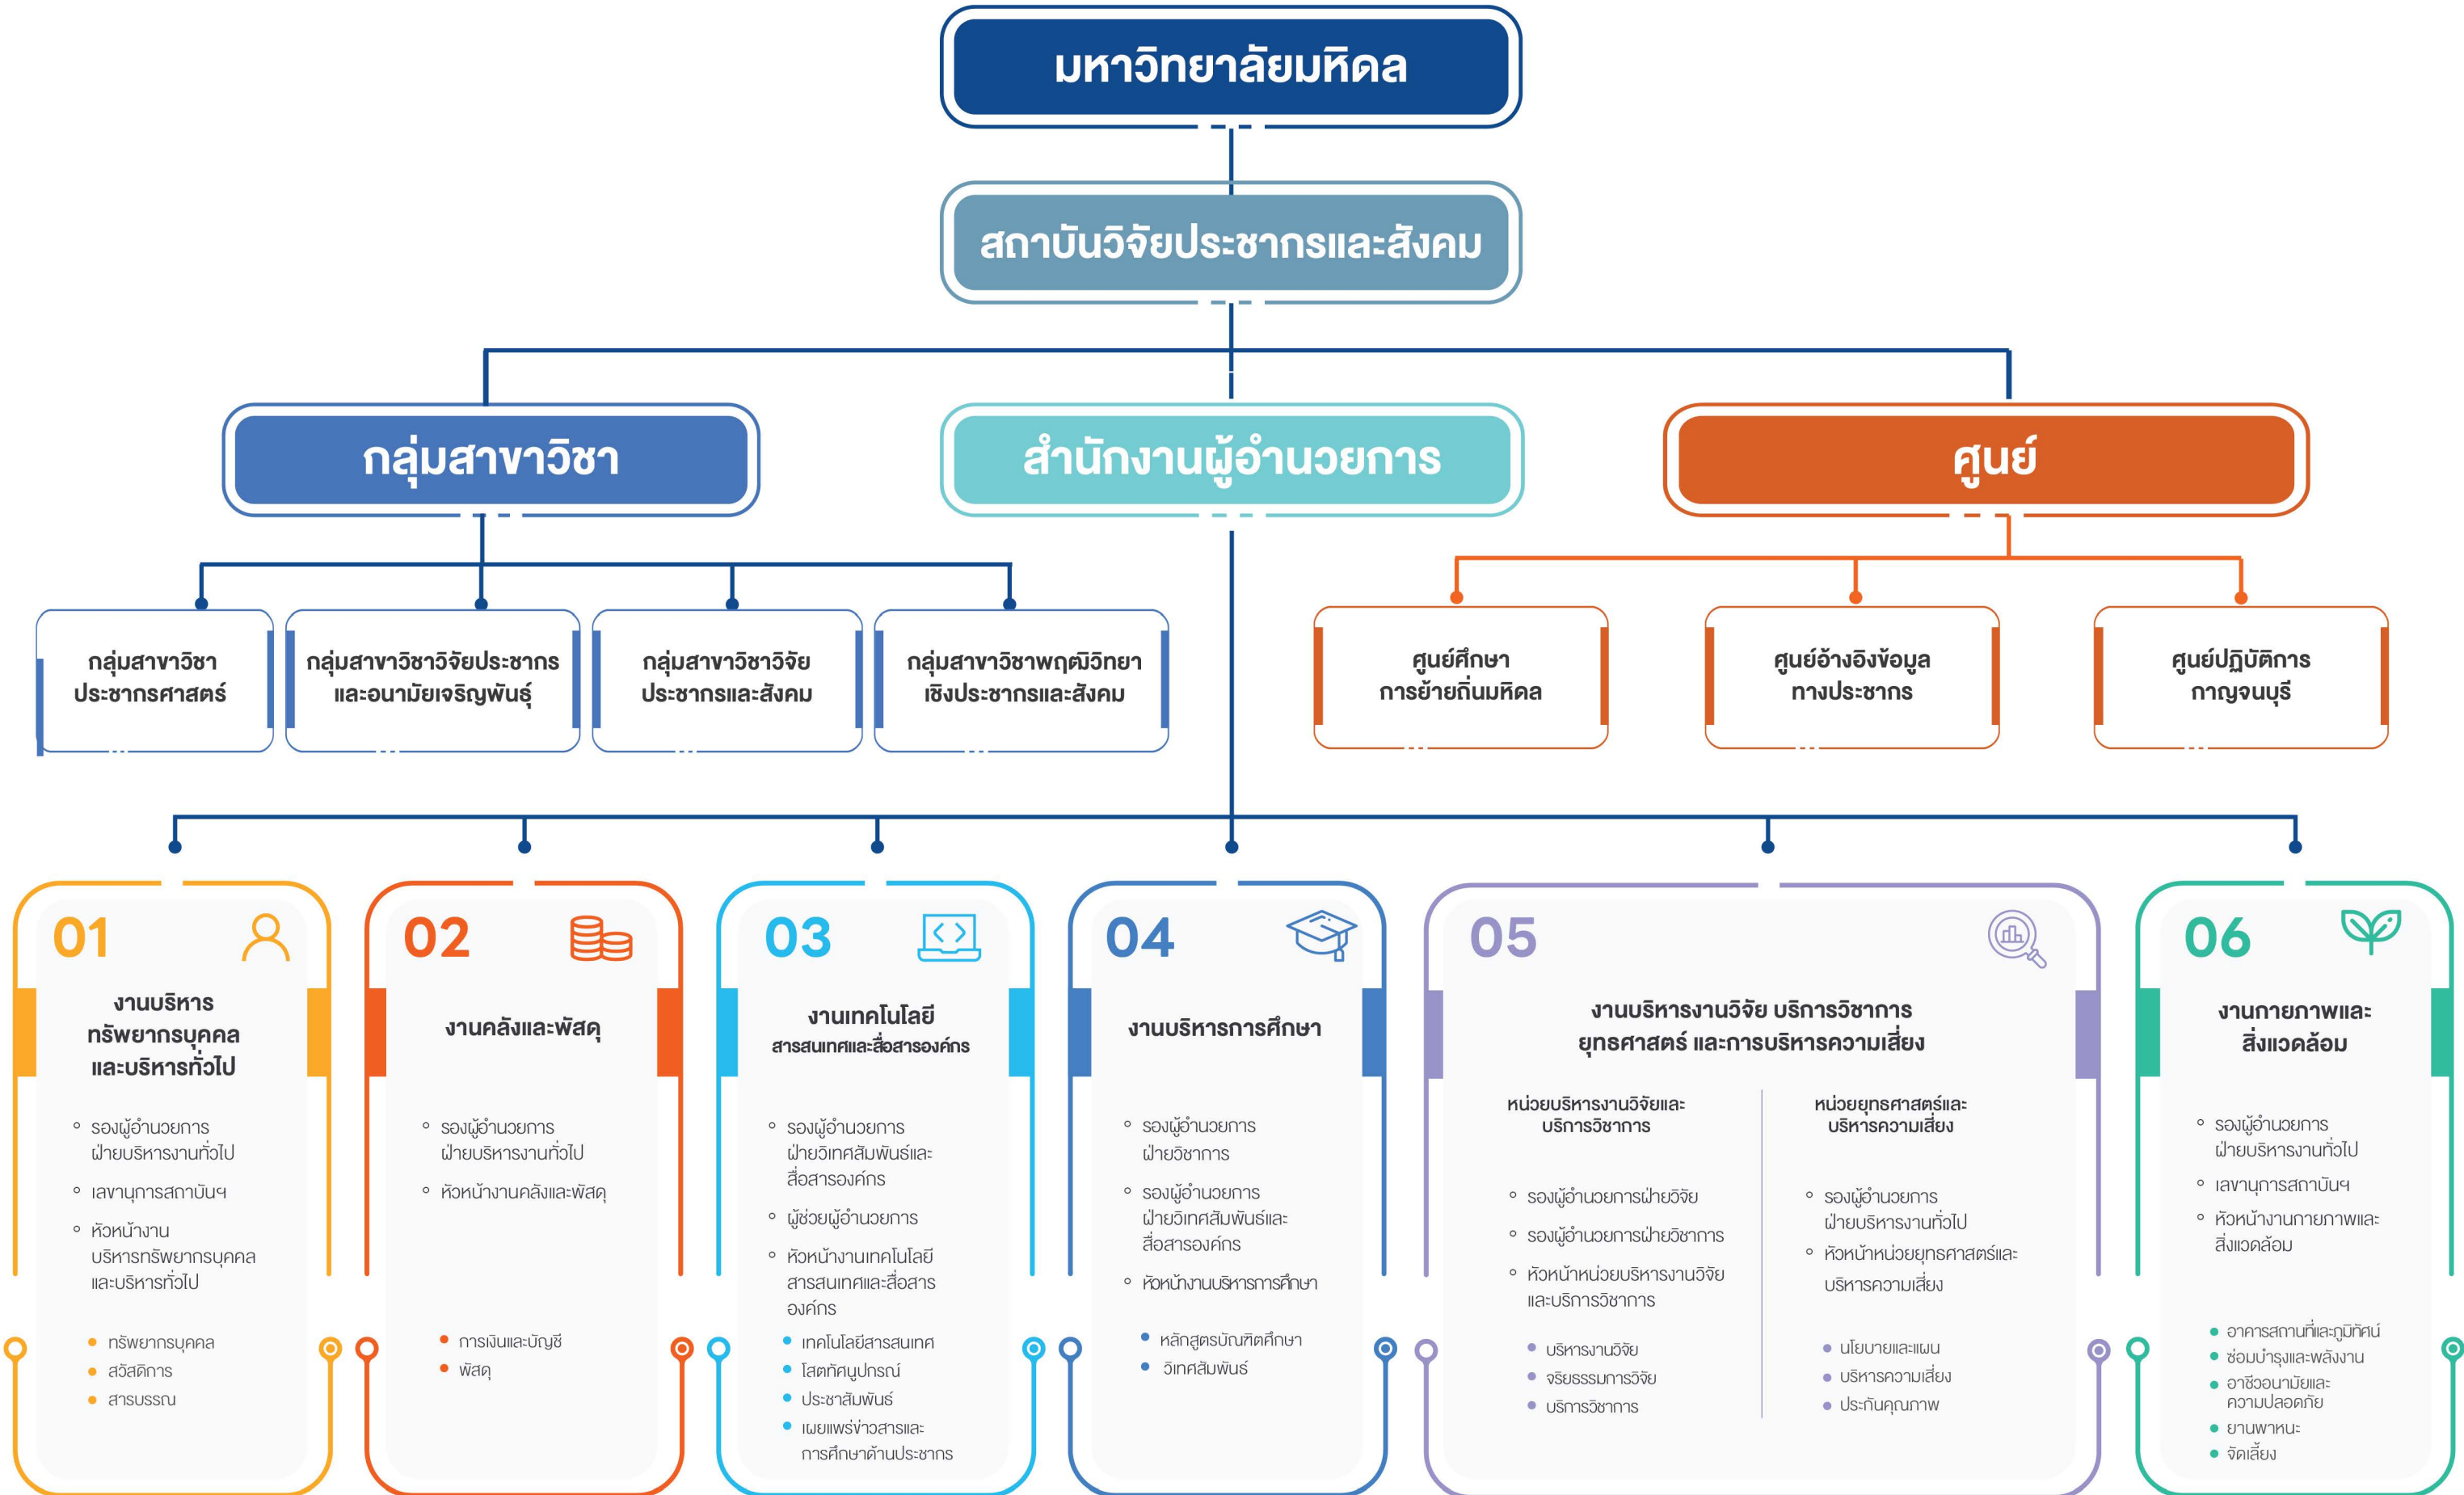 มหาวิทยาลัยมหิดล
สถาบันวิจัยประชากรและสังคม
กลุ่มสาขาวิชา
สำนักงานผู้อำนวยการ
ศูนย์
กลุ่มสาขาวิชา
ประชากรศาสตร์
กลุ่มสาขาวิชาวิจัยประชากร
และอนามัยเจริญพันธุ์
กลุ่มสาขาวิชาวิจัย
ประชากรและสังคม
กลุ่มสาขาวิชาพฤฒิวิทยา
เชิงประชากรและสังคม
ศูนย์ศึกษา
การย้ายถิ่นมหิดล
ศูนย์อ้างอิงข้อมูล
ทางประชากร
ศูนย์ปฏิบัติการ
กาญจนบุรี
01
งานบริหาร
ทรัพยากรบุคคล
และบริหารทั่วไป
รองผู้อำนวยการ
ฝ่ายบริหารงานทั่วไป
เลขานุการสถาบันฯ
หัวหน้างาน
บริหารทรัพยากรบุคคล
และบริหารทั่วไป
ทรัพยากรบุคคล
สวัสดิการ
สารบรรณ
02
งานคลังและพัสดุ
รองผู้อำนวยการ
ฝ่ายบริหารงานทั่วไป
หัวหน้างานคลังและพัสดุ
การเงินและบัญชี
พัสดุ
03
งานเทคโนโลยี
สารสนเทศและสื่อสารองค์กร
รองผู้อำนวยการ
ฝ่ายวิเทศสัมพันธ์และ
สื่อสารองค์กร
ผู้ช่วยผู้อำนวยการ
หัวหน้างานเทคโนโลยี
สารสนเทศและสื่อสาร
องค์กร
เทคโนโลยีสารสนเทศ
โสตทัศนูปกรณ์
ประชาสัมพันธ์
เผยแพร่ข่าวสารและ
การศึกษาด้านประชากร
04
งานบริหารการศึกษา
รองผู้อำนวยการ
ฝ่ายวิชาการ
รองผู้อำนวยการ
ฝ่ายวิเทศสัมพันธ์และ
สื่อสารองค์กร
หัวหน้างานบริหารการศึกษา
หลักสูตรบัณฑิตศึกษา
วิเทศสัมพันธ์
05
งานบริหารงานวิจัย บริการวิชาการ
ยุทธศาสตร์ และการบริหารความเสี่ยง
หน่วยบริหารงานวิจัยและ
บริการวิชาการ
รองผู้อำนวยการฝ่ายวิจัย
รองผู้อำนวยการฝ่ายวิชาการ
หัวหน้าหน่วยบริหารงานวิจัย
และบริการวิชาการ
บริหารงานวิจัย
จริยธรรมการวิจัย
บริการวิชาการ
หน่วยยุทธศาสตร์และ
บริหารความเสี่ยง
รองผู้อำนวยการ
ฝ่ายบริหารงานทั่วไป
หัวหน้าหน่วยยุทธศาสตร์และ
บริหารความเสี่ยง
นโยบายและแผน
บริหารความเสี่ยง
ประกันคุณภาพ
06
งานกายภาพและ
สิ่งแวดล้อม
รองผู้อำนวยการ
ฝ่ายบริหารงานทั่วไป
เลขานุการสถาบันฯ
หัวหน้างานกายภาพและ
สิ่งแวดล้อม
อาคารสถานที่และภูมิทัศน์
ซ่อมบำรุงและพลังงาน
อาชีวอนามัยและ
ความปลอดภัย
ยานพาหนะ
จัดเลี้ยง